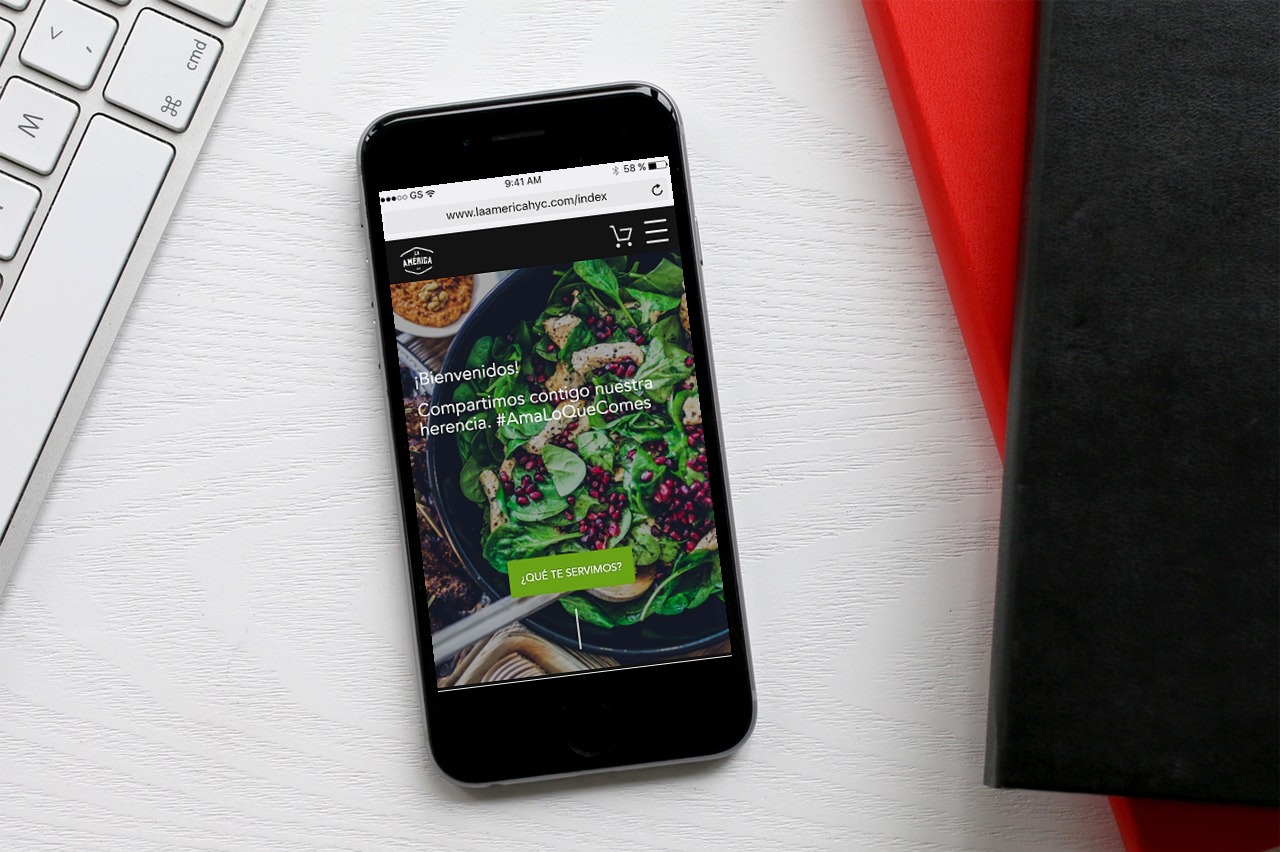 < ,
cmd
⌘
M
GS
9:41 AM
58 %
www.laamericahyc.com/index
LA
AMÉRICA
¡Bienvenidos!
Compartimos contigo nuestra
herencia. #AmaLoQueComes
¿QUÉ TE SERVIMOS?